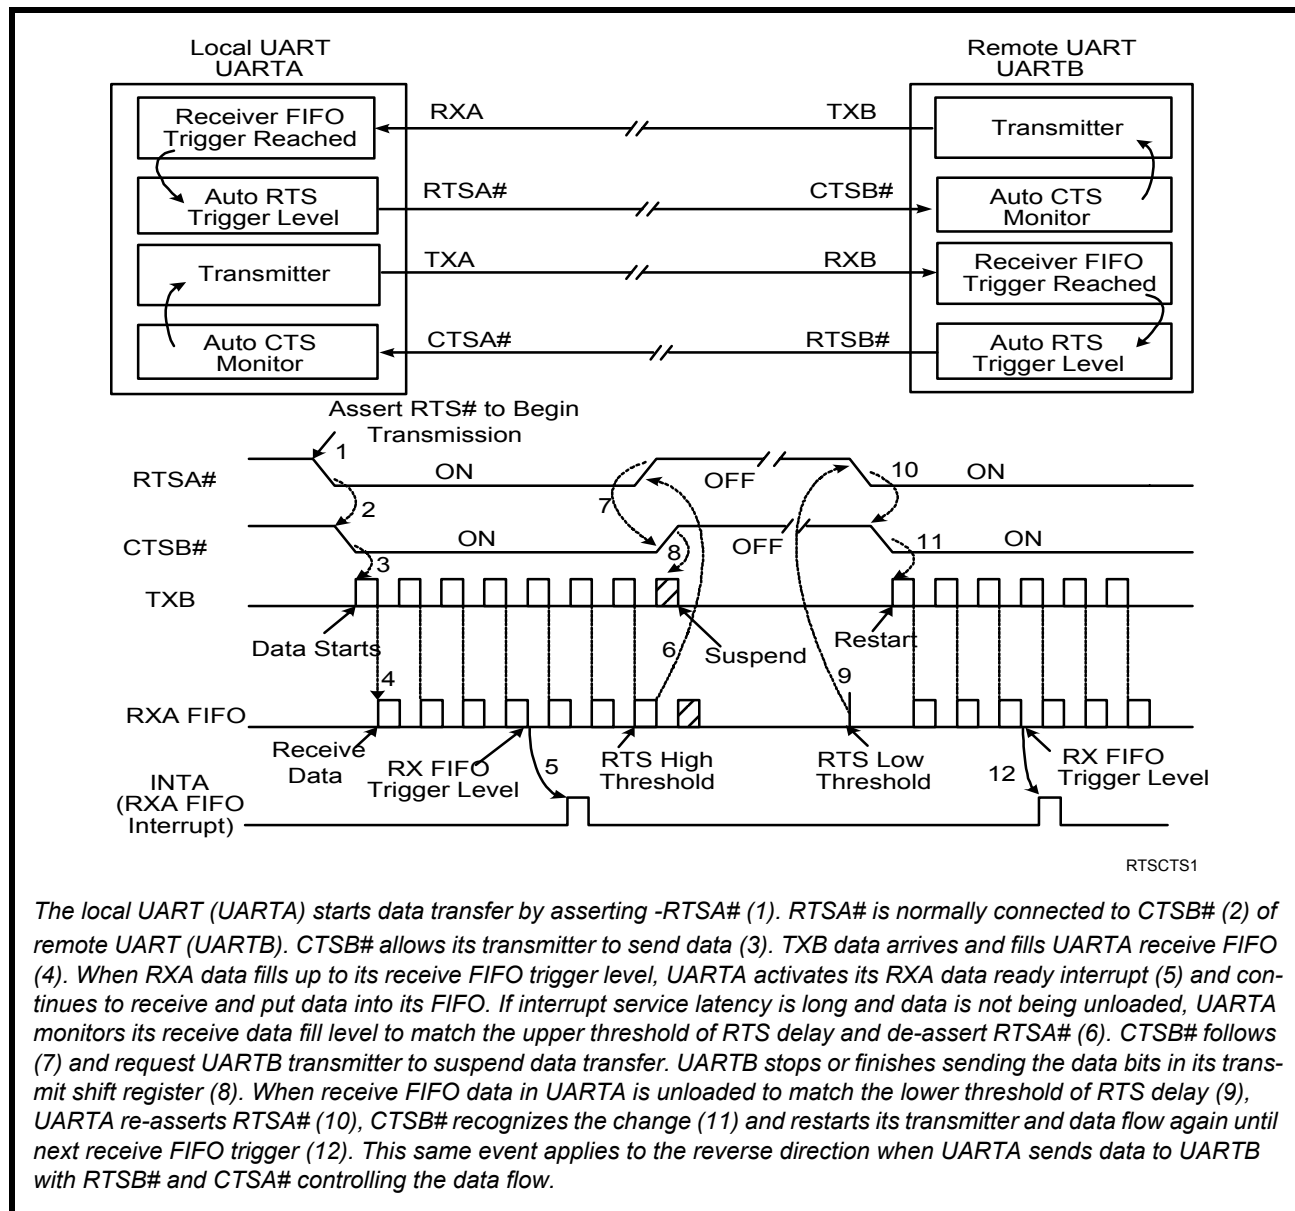 Local UART
UARTA
Remote UART
UARTB
Receiver FIFO
Trigger Reached
RXA
TXB
Transmitter
Auto RTS
Trigger Level
RTSA#
CTSB#
Auto CTS
Monitor
Transmitter
TXA
RXB
Receiver FIFO
Trigger Reached
Auto CTS
Monitor
CTSA#
RTSB#
Auto RTS
Trigger Level
Assert RTS# to Begin
Transmission
1
RTSA#
ON
OFF
10
ON
2
7
CTSB#
ON
8
OFF
11
ON
3
TXB
Data Starts
6
Suspend
Restart
4
9
RXA FIFO
Receive
Data
RX FIFO
Trigger Level
5
RTS High
Threshold
RTS Low
Threshold
12
RX FIFO
Trigger Level
INTA
(RXA FIFO
Interrupt)
RTSCTS1
The local UART (UARTA) starts data transfer by asserting -RTSA# (1). RTSA# is normally connected to CTSB# (2) of
remote UART (UARTB). CTSB# allows its transmitter to send data (3). TXB data arrives and fills UARTA receive FIFO
(4). When RXA data fills up to its receive FIFO trigger level, UARTA activates its RXA data ready interrupt (5) and con-
tinues to receive and put data into its FIFO. If interrupt service latency is long and data is not being unloaded, UARTA
monitors its receive data fill level to match the upper threshold of RTS delay and de-assert RTSA# (6). CTSB# follows
(7) and request UARTB transmitter to suspend data transfer. UARTB stops or finishes sending the data bits in its trans-
mit shift register (8). When receive FIFO data in UARTA is unloaded to match the lower threshold of RTS delay (9),
UARTA re-asserts RTSA# (10), CTSB# recognizes the change (11) and restarts its transmitter and data flow again until
next receive FIFO trigger (12). This same event applies to the reverse direction when UARTA sends data to UARTB
with RTSB# and CTSA# controlling the data flow.